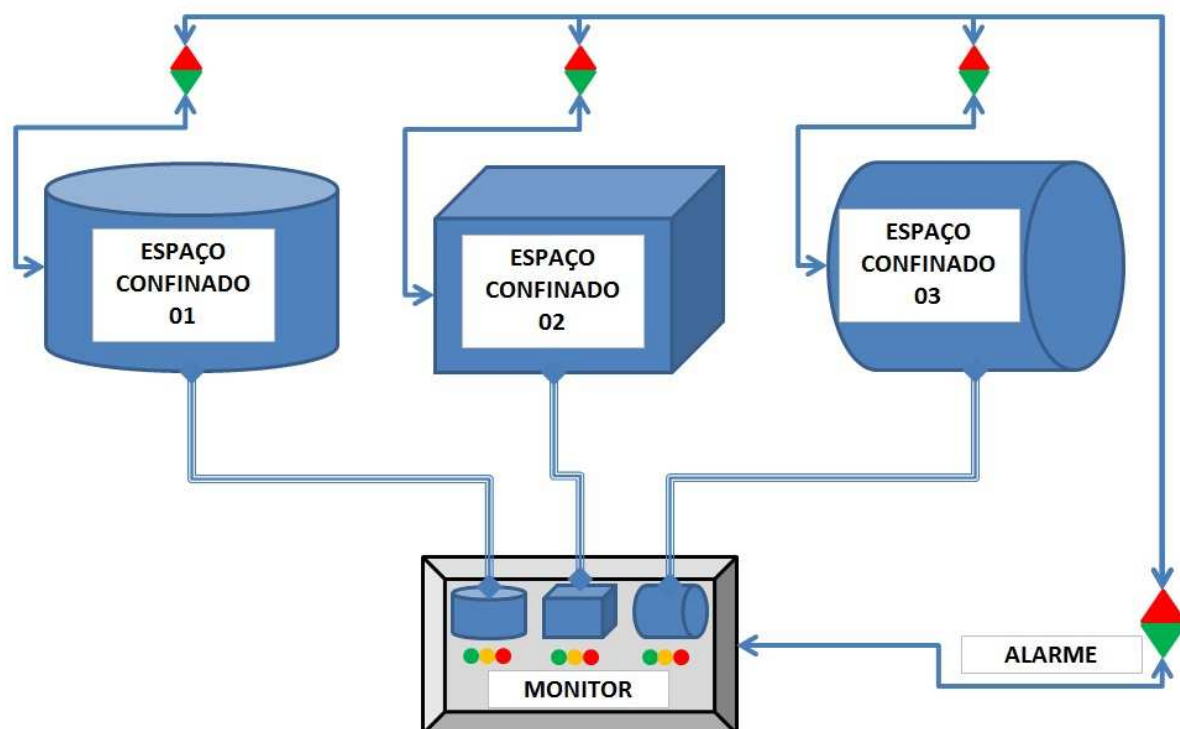 ESPAÇO
CONFINADO
01
ESPAÇO
CONFINADO
02
ESPAÇO
CONFINADO
03
ALARME
MONITOR